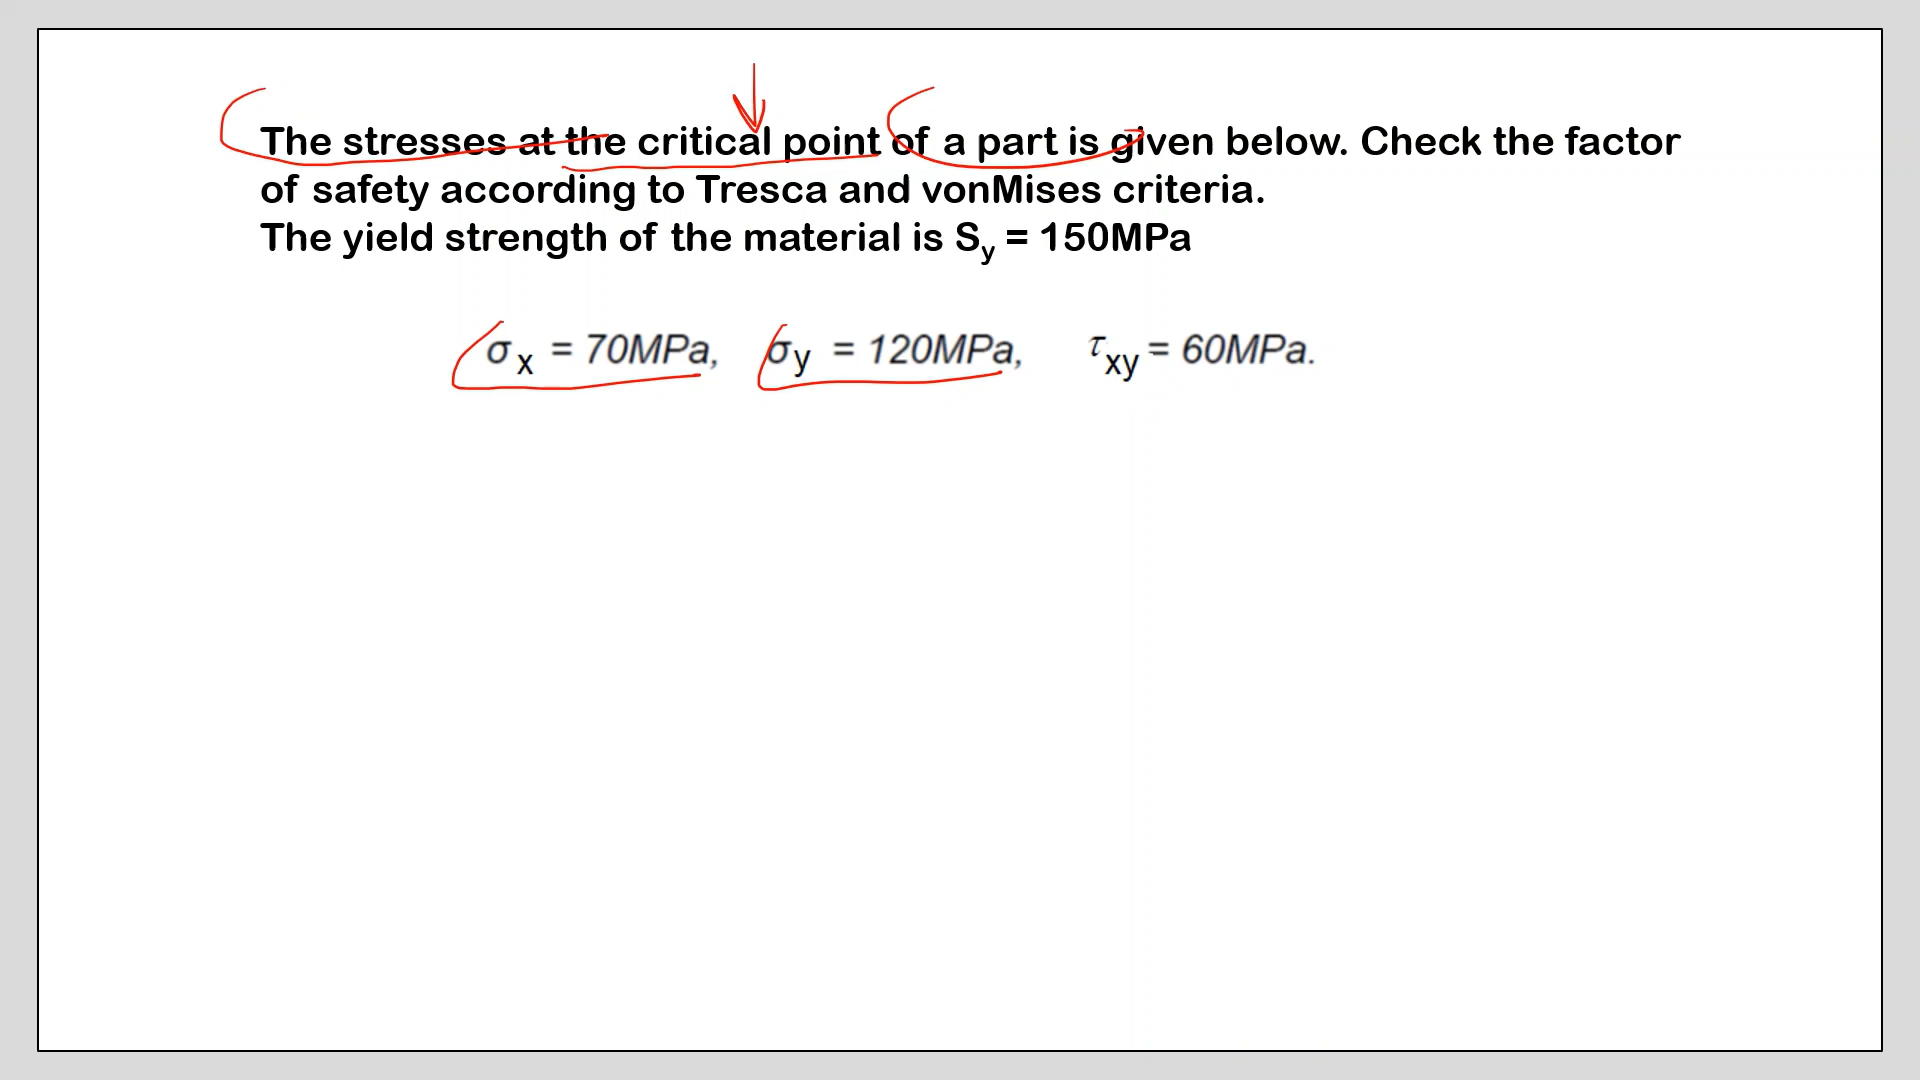 The stresses at the critical point of a part is given below. Check the factor
of safety according to Tresca and vonMises criteria.
The yield strength of the material is Sy = 150MPa
σx = 70MPa, σy = 120MPa, τxy = 60MPa.